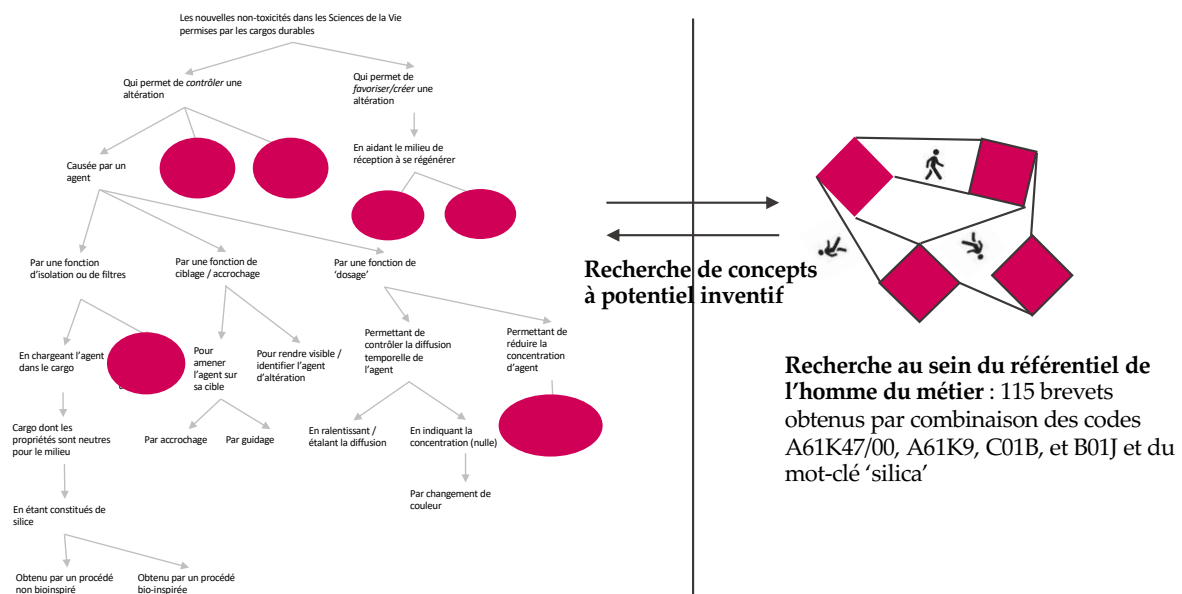 Les nouvelles non-toxicités dans les Sciences de la Vie
permises par les cargos durables
Qui permet de contrôler une
altération
Qui permet de
favoriser/créer une
altération
Causée par un
agent
En aidant le milieu de
réception à se régénérer
Par une fonction
d'isolation ou de filtres
Par une fonction de
ciblage / accrochage
Par une fonction de
'dosage'
En chargeant l'agent
dans le cargo
Pour
amener
l'agent sur
sa cible
Pour rendre visible /
identifier l'agent
d'altération
Permettant de
contrôler la diffusion
temporelle de
l'agent
Permettant de
réduire la
concentration
d'agent
Cargo dont les
propriétés sont neutres
pour le milieu
Par accrochage
Par guidage
En ralentissant /
étalant la diffusion
En indiquant la
concentration (nulle)
Par changement de
couleur
En étant constitués de
silice
Obtenu par un procédé
non bioinspiré
Obtenu par un procédé
bio-inspirée
Recherche de concepts
à potentiel inventif
Recherche au sein du référentiel de
l'homme du métier : 115 brevets
obtenus par combinaison des codes
A61K47/00, A61K9, C01B, et B01J et du
mot-clé 'silica'